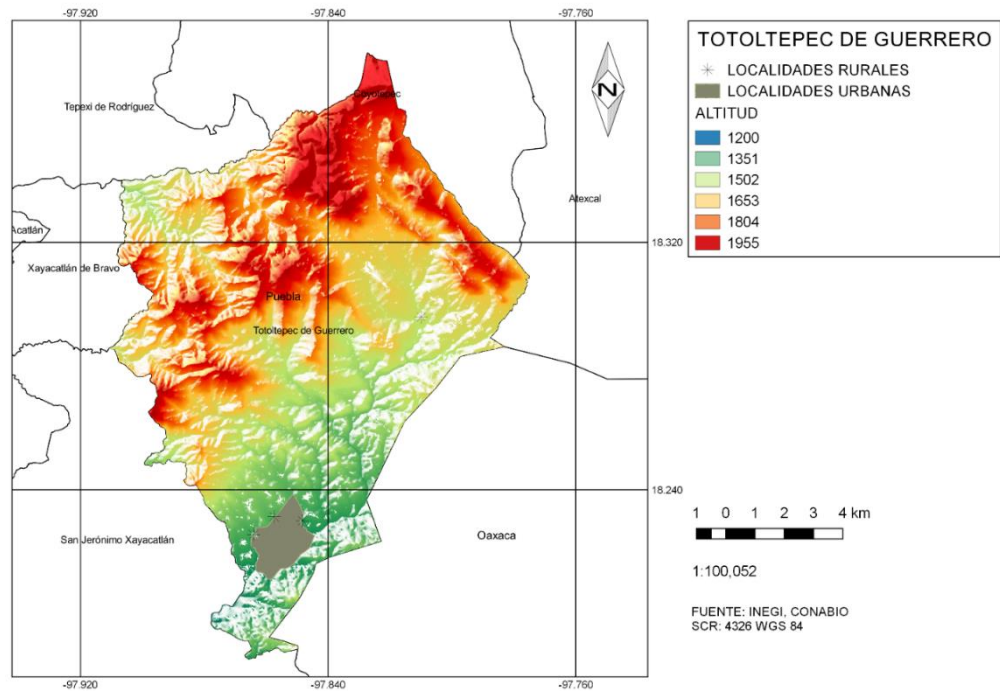 -97.920
-97.840
-97.760
TOTOLTEPEC DE GUERRERO
LOCALIDADES RURALES
LOCALIDADES URBANAS
ALTITUD
1200
1351
1502
1653
1804
1955
N
Coyotepec
Tepexi de Rodríguez
Atexcal
Acatlán
18.320
Xayacatlán de Bravo
Puebla
Totoltepec de Guerrero
18.240
San Jerónimo Xayacatlán
Oaxaca
1 0 1 2 3 4 km
1:100,052
FUENTE: INEGI, CONABIO
SCR: 4326 WGS 84
-97.920
-97.840
-97.760